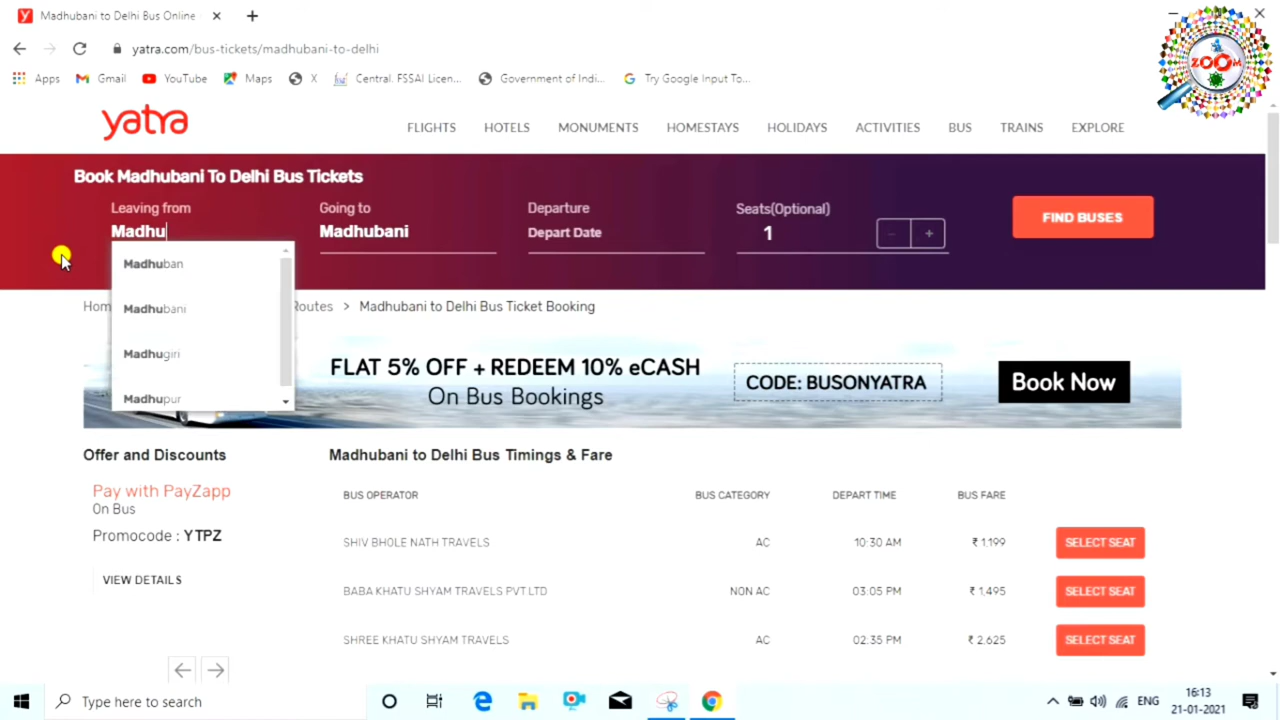 Madhubani to Delhi Bus Online
yatra.com/bus-tickets/madhubani-to-delhi
Apps Gmail YouTube Maps X Central. FSSAI Licen... Government of Indi... Try Google Input To...
ZOOM
yatra FLIGHTS HOTELS MONUMENTS HOMESTAYS HOLIDAYS ACTIVITIES BUS TRAINS EXPLORE
Book Madhubani To Delhi Bus Tickets
Leaving from Going to Departure Seats(Optional)
Madhu Madhubani Depart Date 1 - + FIND BUSES
Madhuban
Madhubani
Madhugiri
Madhupur
Hom Routes > Madhubani to Delhi Bus Ticket Booking
FLAT 5% OFF + REDEEM 10% eCASH
On Bus Bookings
CODE: BUSONYATRA
Book Now
Offer and Discounts
Pay with PayZapp
On Bus
Promocode : YTPZ
VIEW DETAILS
Madhubani to Delhi Bus Timings & Fare
BUS OPERATOR BUS CATEGORY DEPART TIME BUS FARE
SHIV BHOLE NATH TRAVELS AC 10:30 AM ₹ 1,199 SELECT SEAT
BABA KHATU SHYAM TRAVELS PVT LTD NON AC 03:05 PM ₹ 1,495 SELECT SEAT
SHREE KHATU SHYAM TRAVELS AC 02:35 PM ₹ 2,625 SELECT SEAT
Type here to search
ENG
16:13
21-01-2021